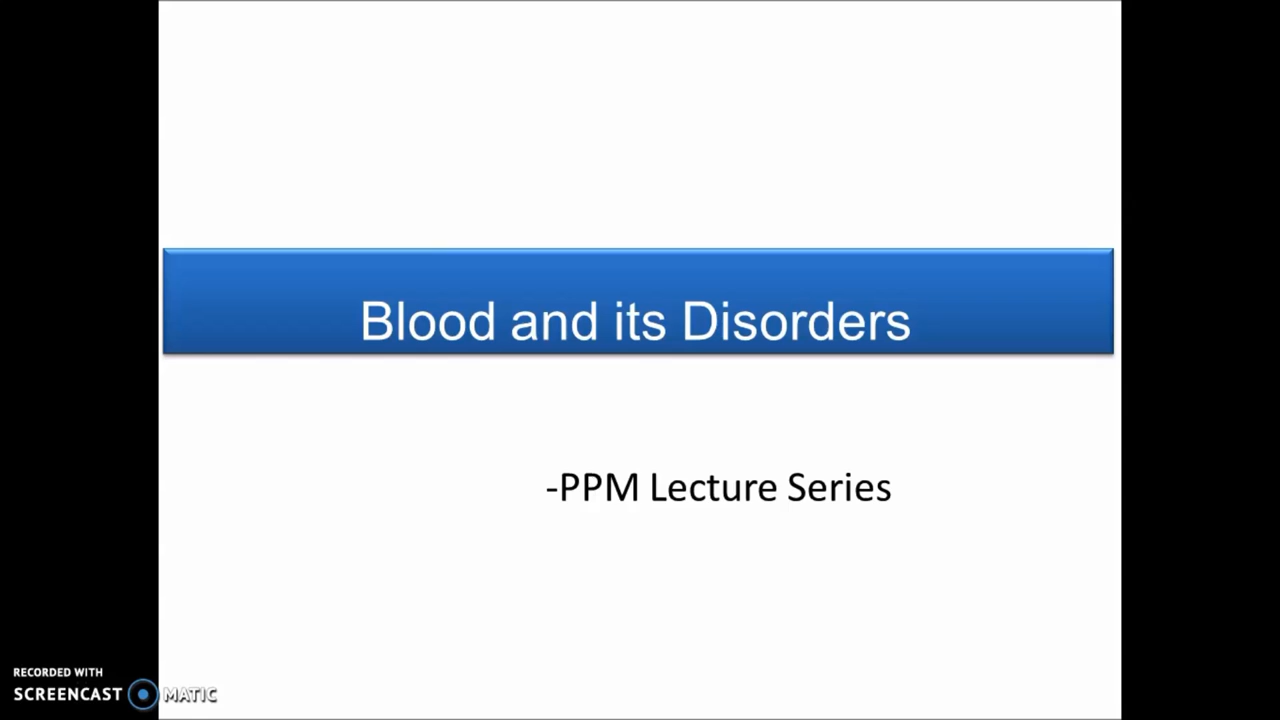 Blood and its Disorders
-PPM Lecture Series
RECORDED WITH
SCREENCAST MATIC